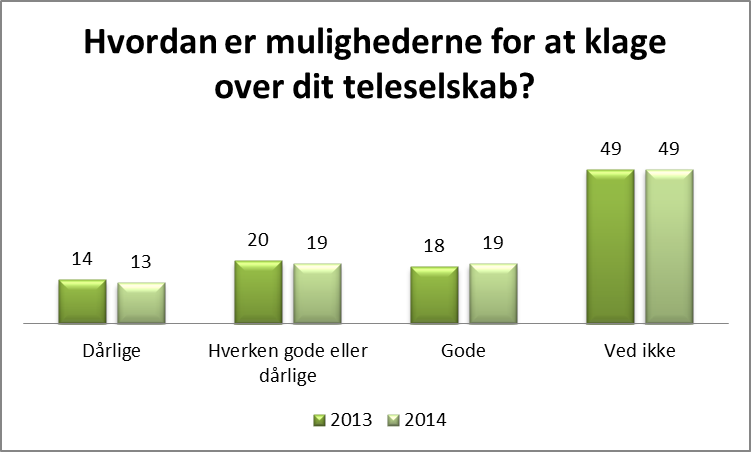 Hvordan er mulighederne for at klage
over dit teleselskab?
49 49
20 19 18 19
14 13
Dårlige Hverken gode eller dårlige Gode Ved ikke
2013 2014